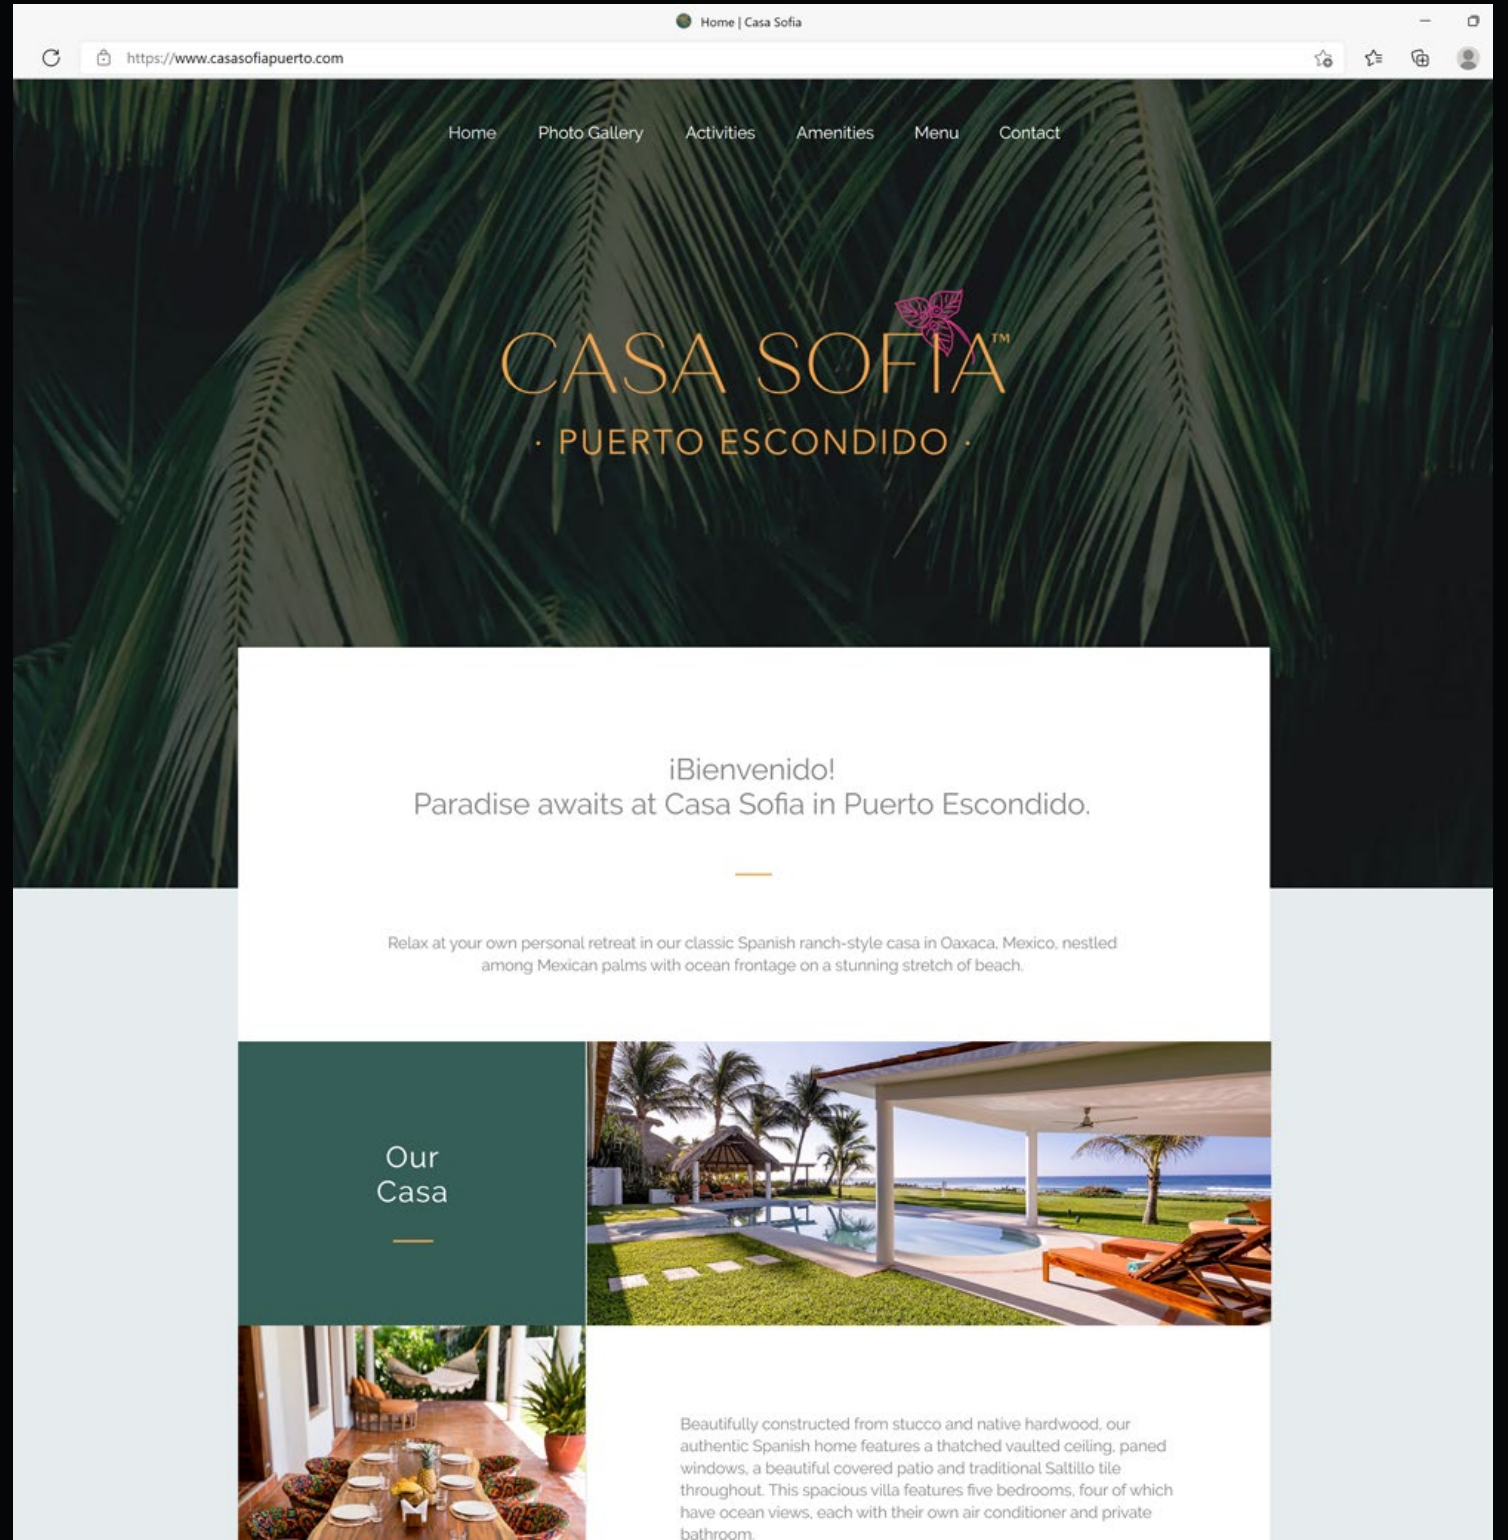 Home | Casa Sofia
https://www.casasofiapuerto.com
Home Photo Gallery Activities Amenities Menu Contact
CASA SOFIA™
· PUERTO ESCONDIDO ·
¡Bienvenido!
Paradise awaits at Casa Sofia in Puerto Escondido.
Relax at your own personal retreat in our classic Spanish ranch-style casa in Oaxaca, Mexico, nestled
among Mexican palms with ocean frontage on a stunning stretch of beach.
Our
Casa
Beautifully constructed from stucco and native hardwood, our
authentic Spanish home features a thatched vaulted ceiling, paned
windows, a beautiful covered patio and traditional Saltillo tile
throughout. This spacious villa features five bedrooms, four of which
have ocean views, each with their own air conditioner and private
bathroom.